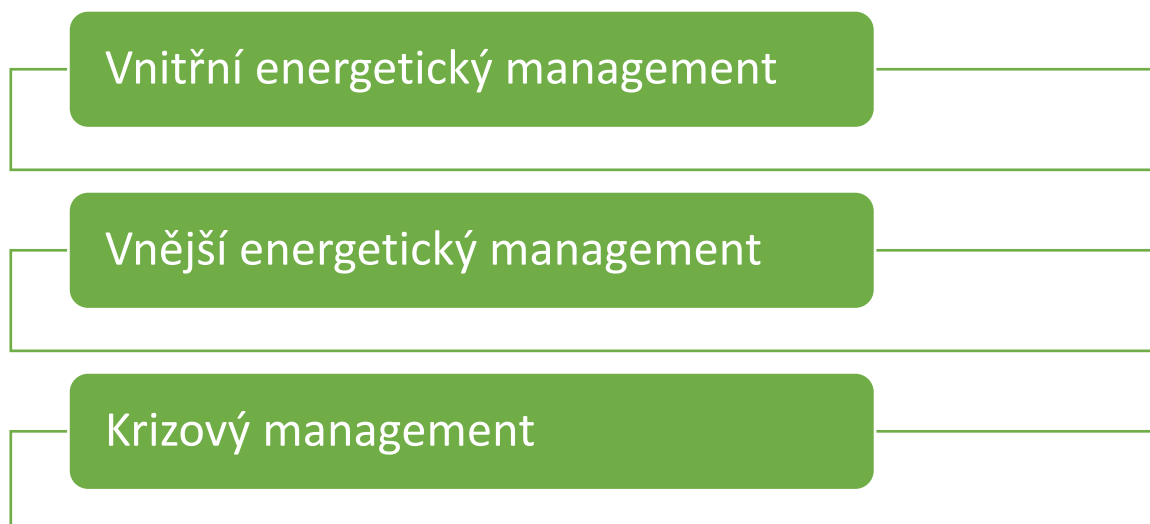 Vnitřní energetický management
Vnější energetický management
Krizový management